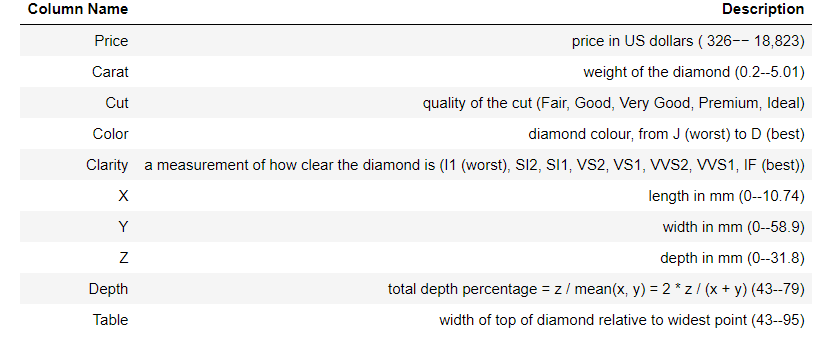 Column Name Description
Price price in US dollars ( 326−− 18,823)
Carat weight of the diamond (0.2--5.01)
Cut quality of the cut (Fair, Good, Very Good, Premium, Ideal)
Color diamond colour, from J (worst) to D (best)
Clarity a measurement of how clear the diamond is (I1 (worst), SI2, SI1, VS2, VS1, VVS2, VVS1, IF (best))
X length in mm (0--10.74)
Y width in mm (0--58.9)
Z depth in mm (0--31.8)
Depth total depth percentage = z / mean(x, y) = 2 * z / (x + y) (43--79)
Table width of top of diamond relative to widest point (43--95)